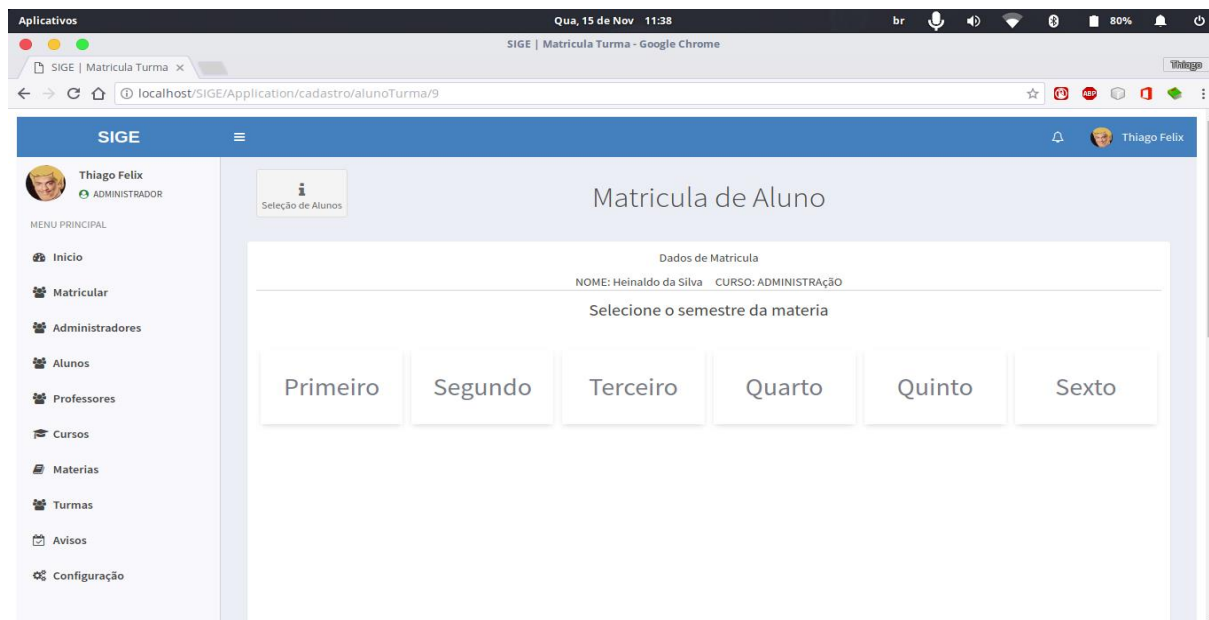 Aplicativos Qua, 15 de Nov 11:38 br 80%
SIGE | Matricula Turma - Google Chrome
SIGE | Matricula Turma × Thiago
localhost/SIGE/Application/cadastro/alunoTurma/9 ABP
SIGE Thiago Felix
Thiago Felix
ADMINISTRADOR
MENU PRINCIPAL
Inicio
Matricular
Administradores
Alunos
Professores
Cursos
Materias
Turmas
Avisos
Configuração
Seleção de Alunos
Matricula de Aluno
Dados de Matricula
NOME: Heinaldo da Silva CURSO: ADMINISTRAçãO
Selecione o semestre da materia
Primeiro Segundo Terceiro Quarto Quinto Sexto